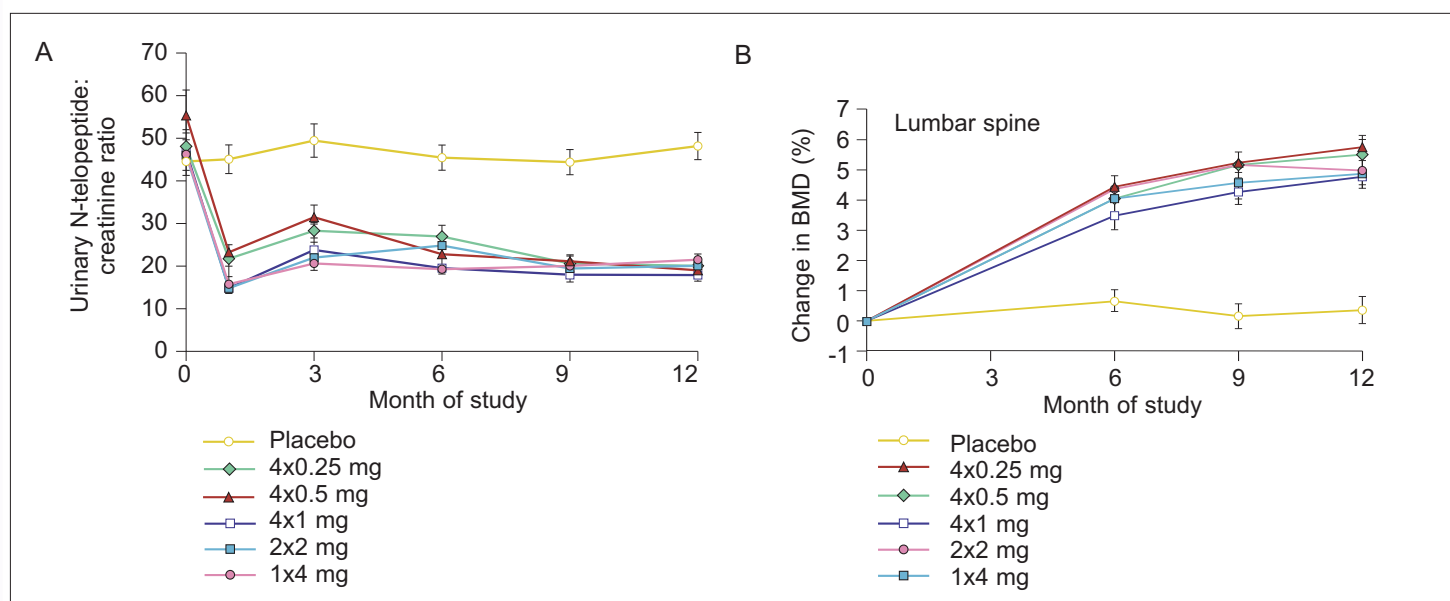 A
Urinary N-telopeptide:
creatinine ratio
70
60
50
40
30
20
10
0
0 3 6 9 12
Month of study
Placebo
4x0.25 mg
4x0.5 mg
4x1 mg
2x2 mg
1x4 mg
B
Lumbar spine
Change in BMD (%)
7
6
5
4
3
2
1
0
-1
0 3 6 9 12
Month of study
Placebo
4x0.25 mg
4x0.5 mg
4x1 mg
2x2 mg
1x4 mg